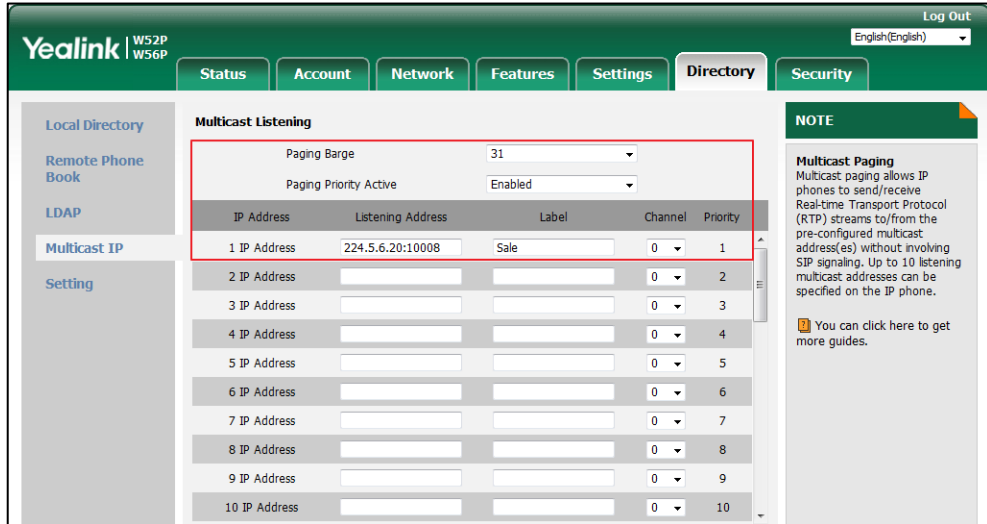 Log Out
Yealink | W52P
W56P
English(English)
Status Account Network Features Settings Directory Security
Local Directory
Remote Phone
Book
LDAP
Multicast IP
Setting
Multicast Listening
Paging Barge 31
Paging Priority Active Enabled
IP Address Listening Address Label Channel Priority
1 IP Address 224.5.6.20:10008 Sale 0 1
2 IP Address 0 2
3 IP Address 0 3
4 IP Address 0 4
5 IP Address 0 5
6 IP Address 0 6
7 IP Address 0 7
8 IP Address 0 8
9 IP Address 0 9
10 IP Address 0 10
NOTE
Multicast Paging
Multicast paging allows IP
phones to send/receive
Real-time Transport Protocol
(RTP) streams to/from the
pre-configured multicast
address(es) without involving
SIP signaling. Up to 10 listening
multicast addresses can be
specified on the IP phone.
? You can click here to get
more guides.